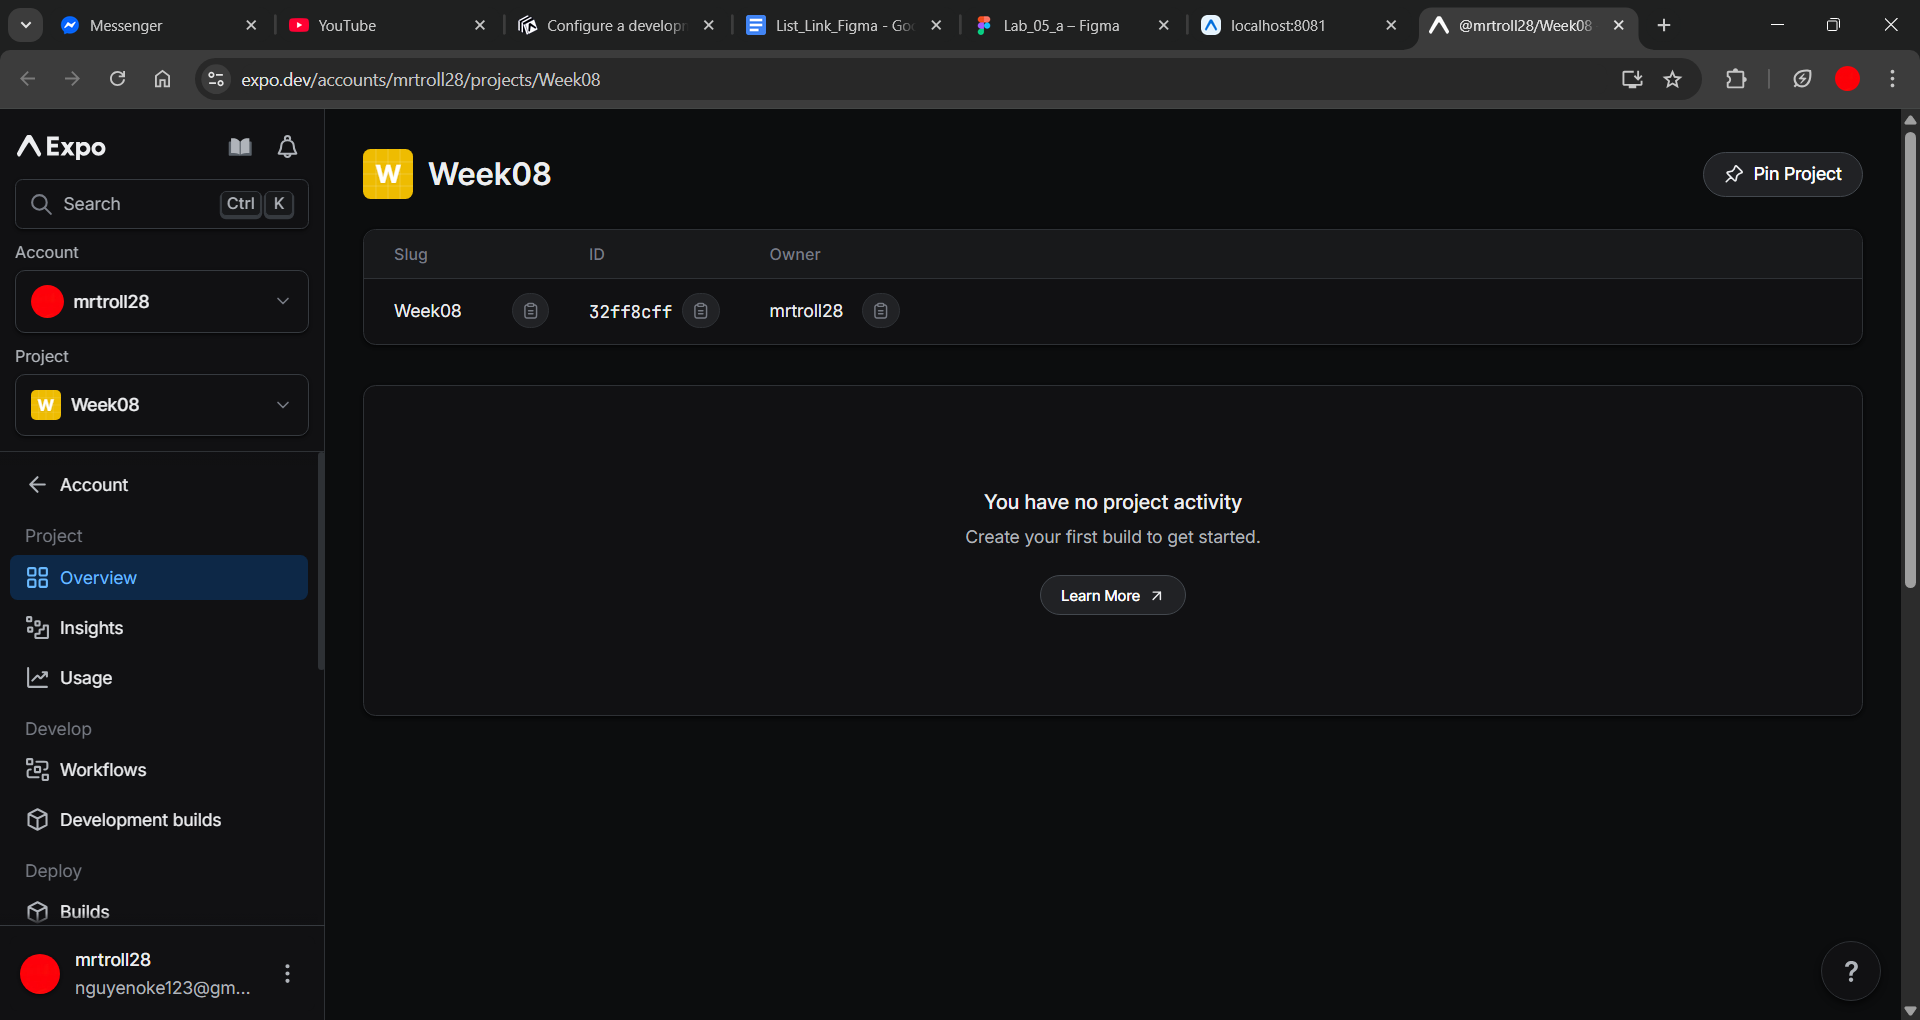 Messenger
YouTube
Configure a develop
List_Link_Figma - Go
Lab_05_a – Figma
localhost:8081
@mrtroll28/Week08
expo.dev/accounts/mrtroll28/projects/Week08
Expo
Search
Ctrl
K
Account
mrtroll28
Project
W
Week08
Account
Project
Overview
Insights
Usage
Develop
Workflows
Development builds
Deploy
Builds
mrtroll28
nguyenoke123@gm...
W
Week08
Pin Project
Slug
ID
Owner
Week08
32ff8cff
mrtroll28
You have no project activity
Create your first build to get started.
Learn More
?